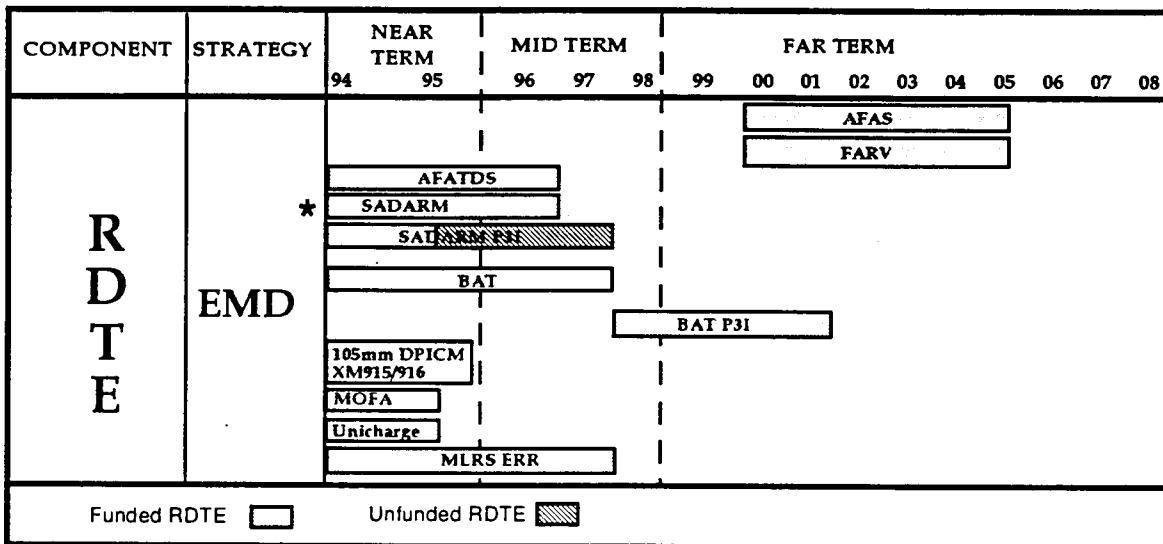 COMPONENT
STRATEGY
NEAR
TERM
MID TERM
FAR TERM
94 95 96 97 98 99 00 01 02 03 04 05 06 07 08
AFAS
FARV
AFATDS
*
SADARM
SADARM P3I
BAT
BAT P3I
105mm DPICM
XM915/916
MOFA
Unicharge
MLRS ERR
R
D
T
E
EMD
Funded RDTE
Unfunded RDTE